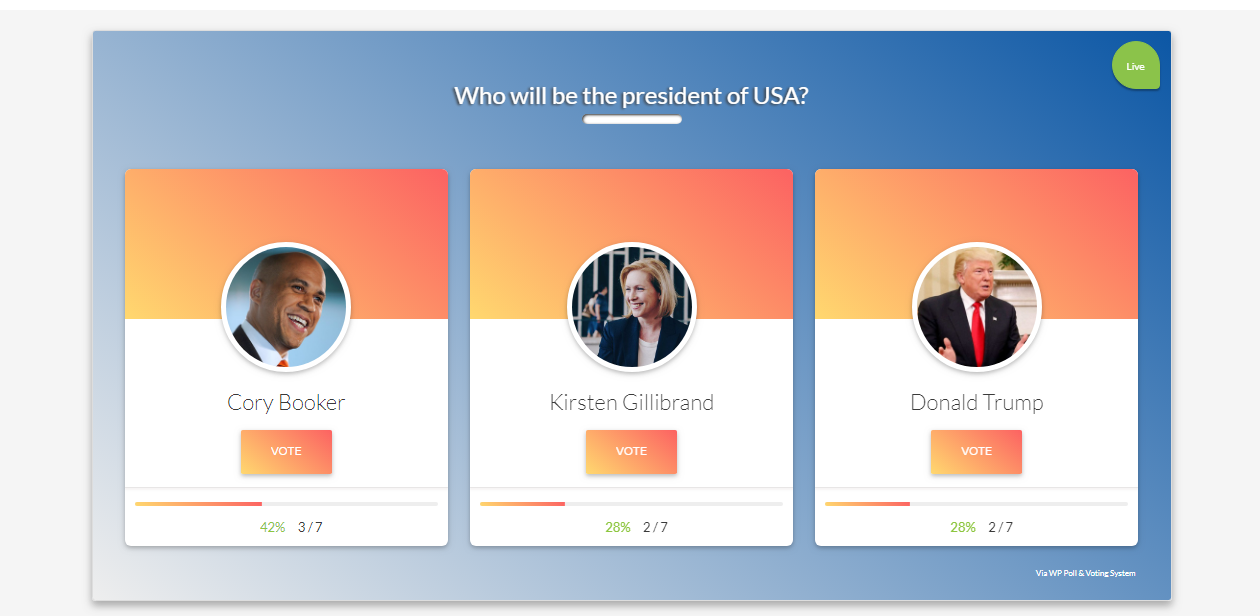 Live
Who will be the president of USA?
Cory Booker
Kirsten Gillibrand
Donald Trump
VOTE
VOTE
VOTE
42% 3 / 7
28% 2 / 7
28% 2 / 7
Via WP Poll & Voting System